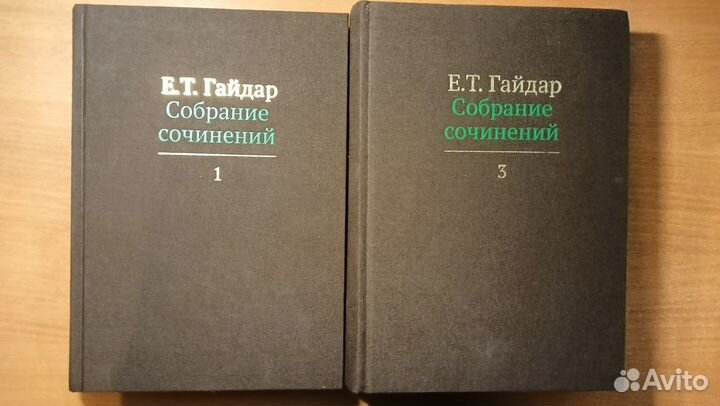 Е.Т. Гайдар
Собрание
сочинений
1
Е.Т. Гайдар
Собрание
сочинений
3
Avito